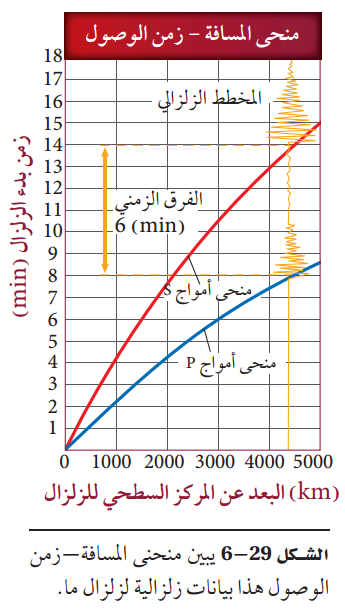 منحنى المسافة – زمن الوصول
18
17
16
15
14
13
12
11
10
9
8
7
6
5
4
3
2
1
زمن بدء الزلزال (min)
المخطط الزلزالي
الفرق الزمني
6 (min)
منحنى أمواج S
منحنى أمواج P
0 1000 2000 3000 4000 5000
البعد عن المركز السطحي للزلزال (km)
الشكل 29–6 يبين منحنى المسافة–زمن
الوصول هذا بيانات زلزالية لزلزال ما.